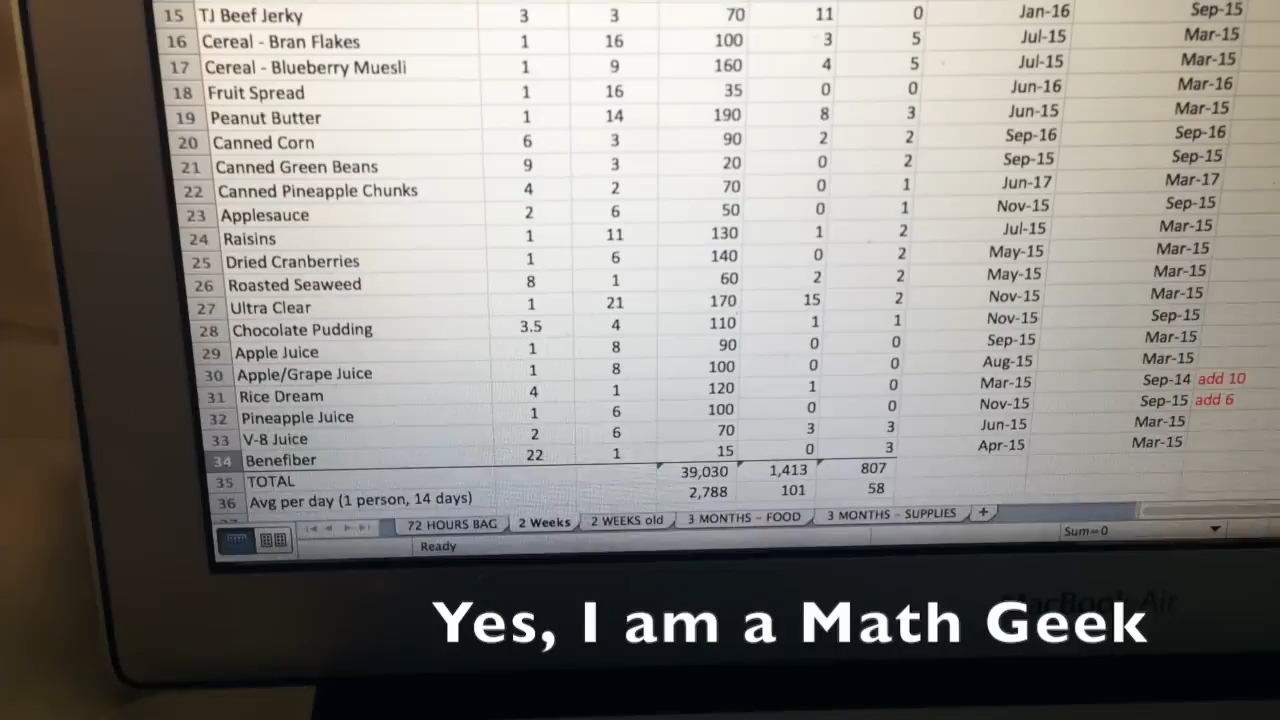 15 TJ Beef Jerky 3 3 70 11 0 Jan-16 Sep-15
16 Cereal - Bran Flakes 1 16 100 3 5 Jul-15 Mar-15
17 Cereal - Blueberry Muesli 1 9 160 4 5 Jul-15 Mar-15
18 Fruit Spread 1 16 35 0 0 Jun-16 Mar-16
19 Peanut Butter 1 14 190 8 3 Jun-15 Mar-15
20 Canned Corn 6 3 90 2 2 Sep-16 Sep-16
21 Canned Green Beans 9 3 20 0 2 Sep-15 Sep-15
22 Canned Pineapple Chunks 4 2 70 0 1 Jun-17 Mar-17
23 Applesauce 2 6 50 0 1 Nov-15 Sep-15
24 Raisins 1 11 130 1 2 Jul-15 Mar-15
25 Dried Cranberries 1 6 140 0 2 May-15 Mar-15
26 Roasted Seaweed 8 1 60 2 2 May-15 Mar-15
27 Ultra Clear 1 21 170 15 2 Nov-15 Mar-15
28 Chocolate Pudding 3.5 4 110 1 1 Nov-15 Sep-15
29 Apple Juice 1 8 90 0 0 Sep-15 Mar-15
30 Apple/Grape Juice 1 8 100 0 0 Aug-15 Mar-15
31 Rice Dream 4 1 120 1 0 Mar-15 Sep-14 add 10
32 Pineapple Juice 1 6 100 0 0 Nov-15 Sep-15 add 6
33 V-8 Juice 2 6 70 3 3 Jun-15 Mar-15
34 Benefiber 22 1 15 0 3 Apr-15 Mar-15
35 TOTAL 39,030 1,413 807
36 Avg per day (1 person, 14 days) 2,788 101 58
72 HOURS BAG 2 Weeks 2 WEEKS old 3 MONTHS - FOOD 3 MONTHS - SUPPLIES +
Ready Sum=0
MacBook Air
Yes, I am a Math Geek